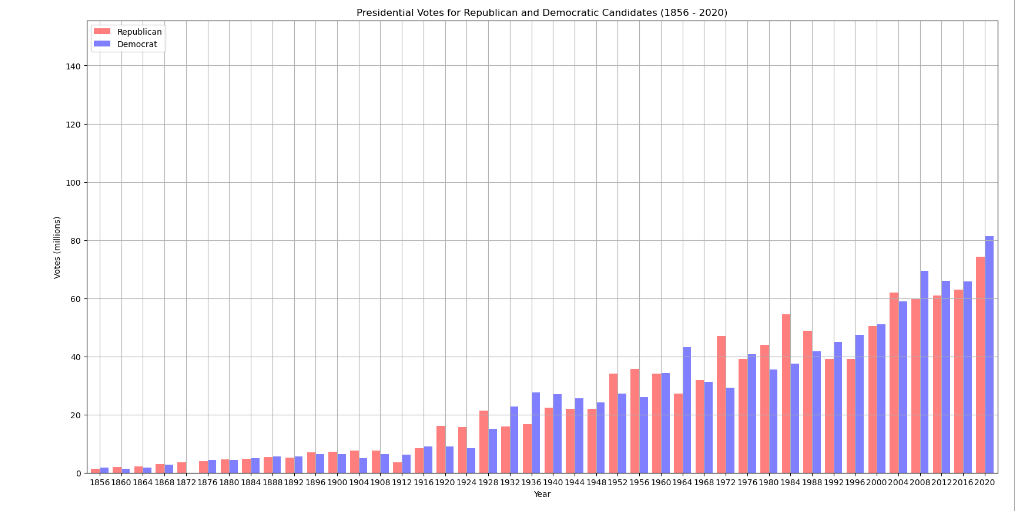 Presidential Votes for Republican and Democratic Candidates (1856 - 2020)
Republican
Democrat
140
120
100
80
60
40
20
0
Votes (millions)
1856 1860 1864 1868 1872 1876 1880 1884 1888 1892 1896 1900 1904 1908 1912 1916 1920 1924 1928 1932 1936 1940 1944 1948 1952 1956 1960 1964 1968 1972 1976 1980 1984 1988 1992 1996 2000 2004 2008 2012 2016 2020
Year